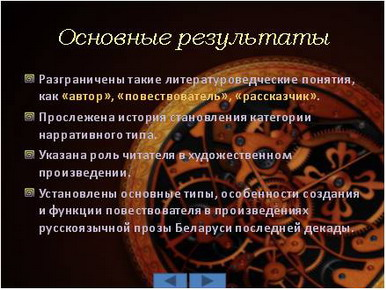 Основные результаты
Разграничены такие литературоведческие понятия,
как «автор», «повествователь», «рассказчик».
Прослежена история становления категории
нарративного типа.
Указана роль читателя в художественном
произведении.
Установлены основные типы, особенности создания
и функции повествователя в произведениях
русскоязычной прозы Беларуси последней декады.